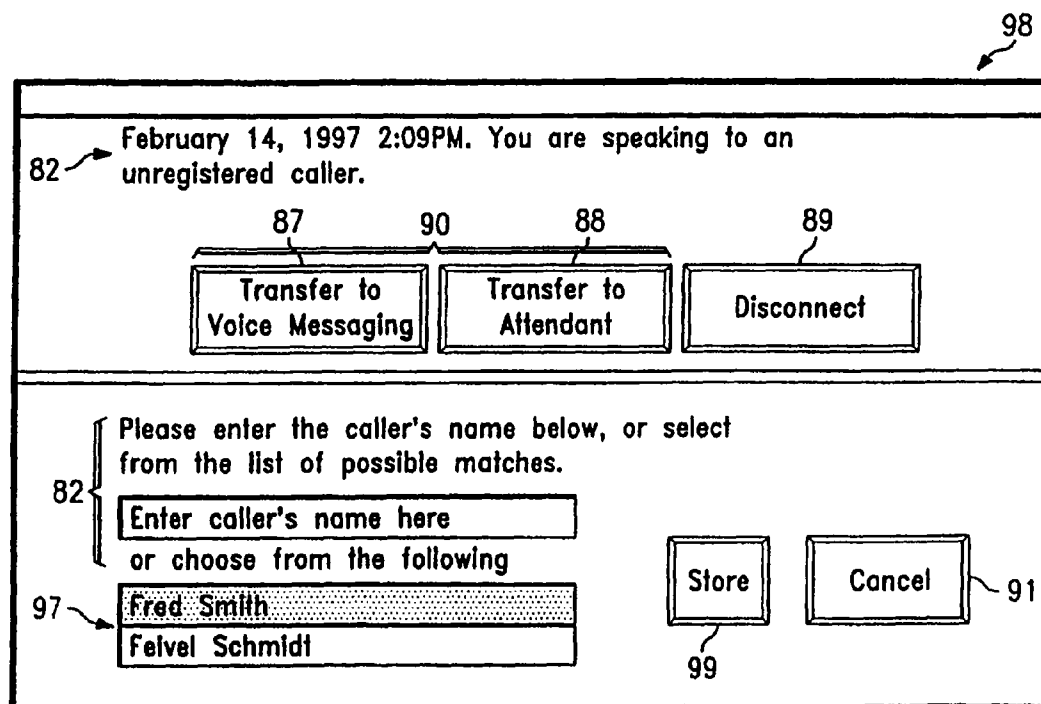 98
February 14, 1997 2:09PM. You are speaking to an
82
unregistered caller.
87 90 88 89
Transfer to
Voice Messaging
Transfer to
Attendant
Disconnect
Please enter the caller's name below, or select
from the list of possible matches.
82
Enter caller's name here
or choose from the following
Fred Smith
97
Feivel Schmidt
Store
Cancel
91
99